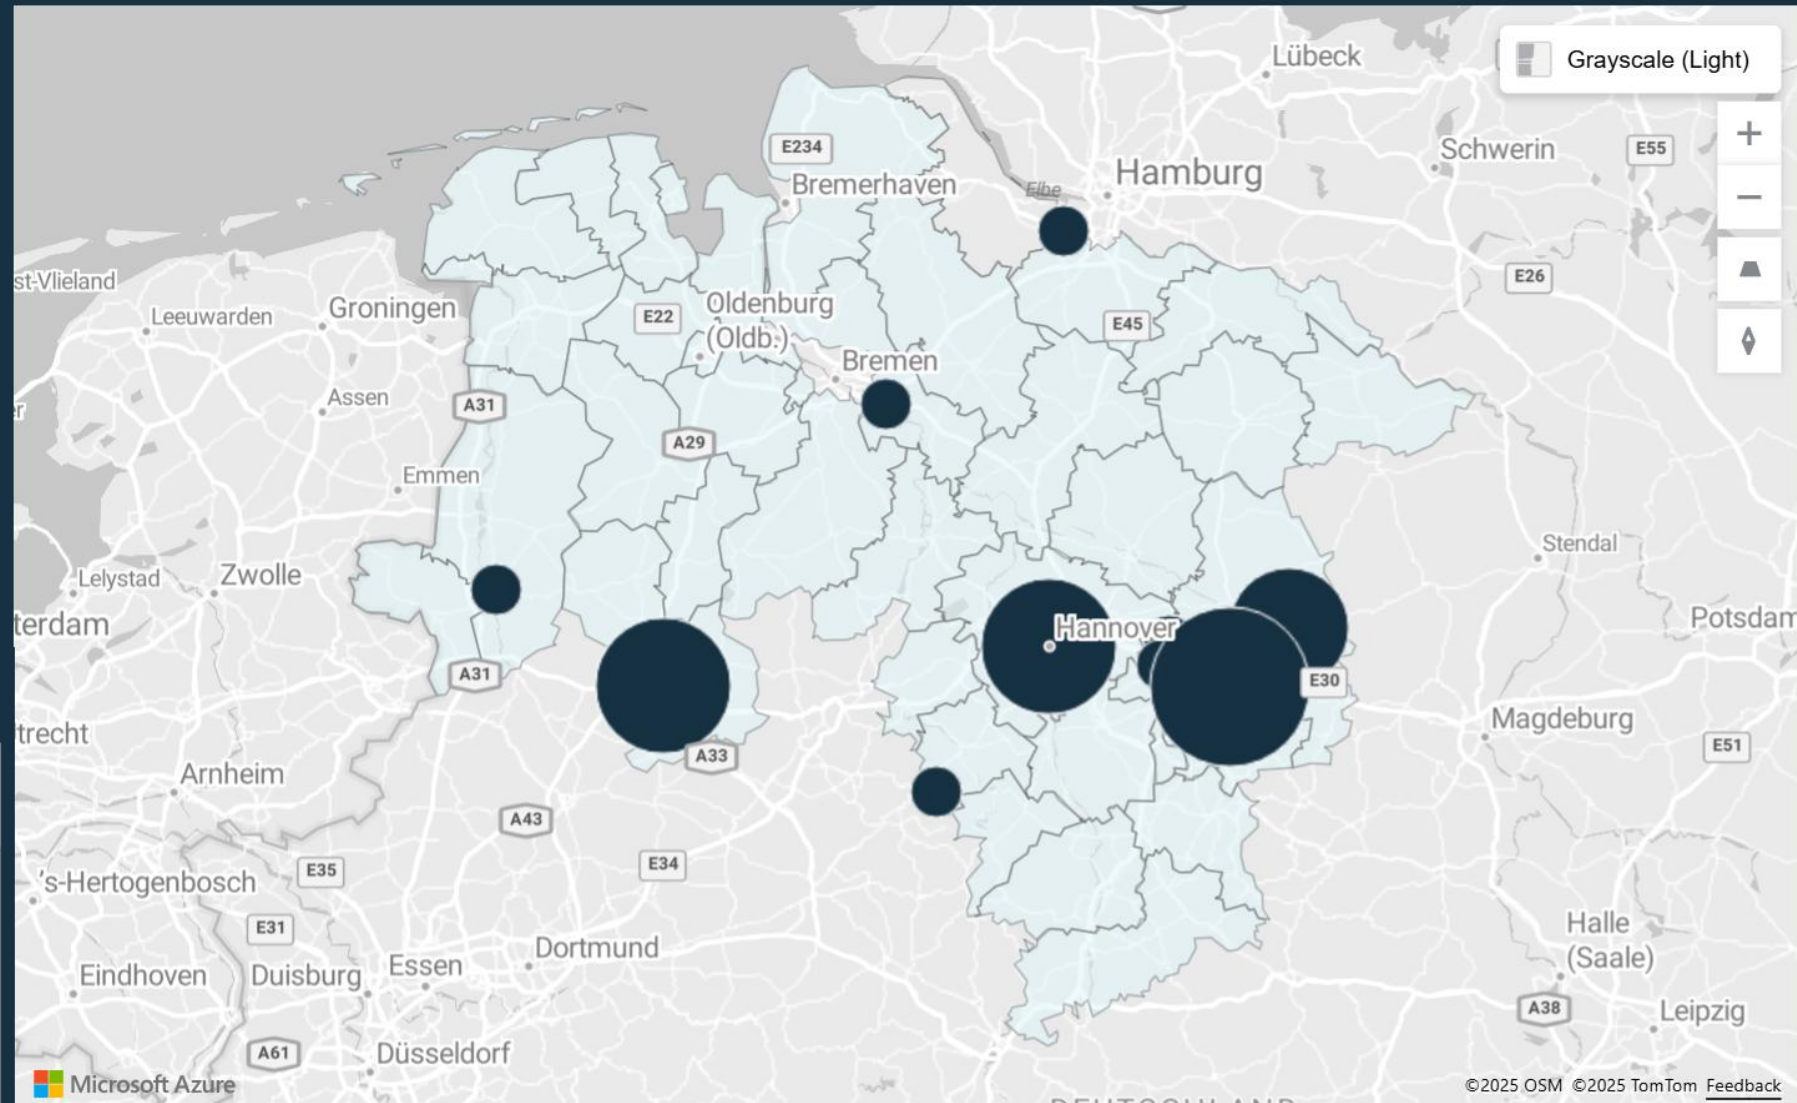 Lübeck
Grayscale (Light)
E234
Schwerin
E55
Bremerhaven
Hamburg
Elbe
st-Vlieland
E26
Leeuwarden
Groningen
Oldenburg
(Oldb.)
E22
E45
Bremen
Assen
A31
A29
Emmen
Stendal
Lelystad
Zwolle
terdam
Hannover
Potsdam
A31
E30
trecht
Magdeburg
E51
A33
Arnheim
A43
E34
E35
's-Hertogenbosch
E31
Halle
(Saale)
Dortmund
Essen
Eindhoven
Duisburg
A38
Leipzig
A61
Düsseldorf
Microsoft Azure
©2025 OSM ©2025 TomTom Feedback